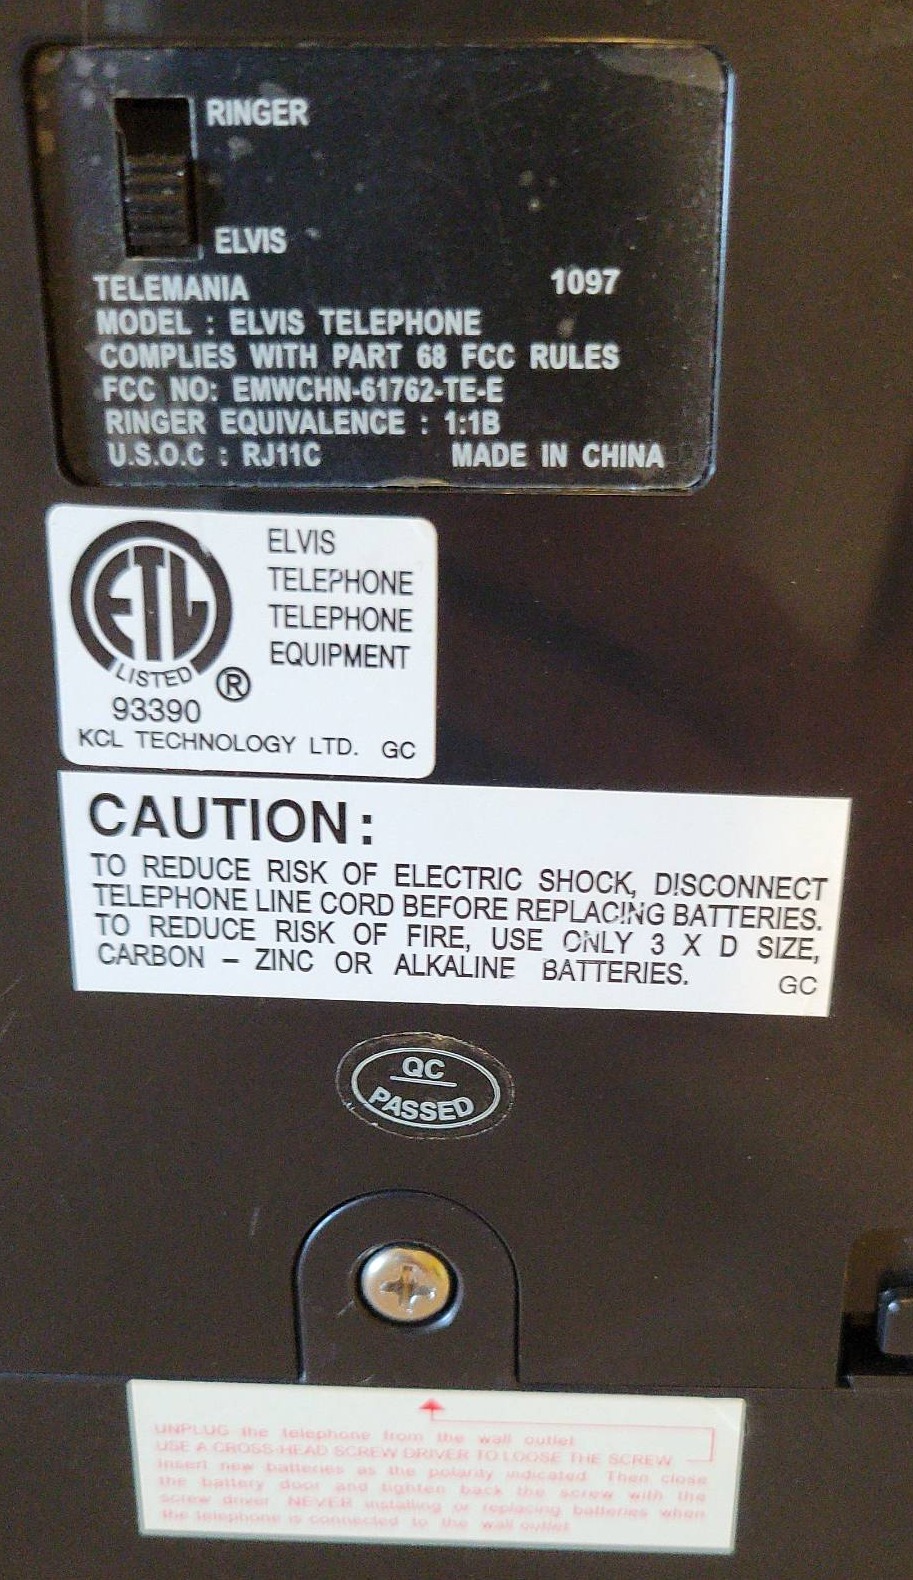 RINGER
ELVIS
TELEMANIA 1097
MODEL : ELVIS TELEPHONE
COMPLIES WITH PART 68 FCC RULES
FCC NO: EMWCHN-61762-TE-E
RINGER EQUIVALENCE : 1:1B
U.S.O.C : RJ11C MADE IN CHINA
ETL
LISTED
®
93390
ELVIS
TELEPHONE
TELEPHONE
EQUIPMENT
KCL TECHNOLOGY LTD. GC
CAUTION:
TO REDUCE RISK OF ELECTRIC SHOCK, DISCONNECT
TELEPHONE LINE CORD BEFORE REPLACING BATTERIES.
TO REDUCE RISK OF FIRE, USE ONLY 3 X D SIZE,
CARBON – ZINC OR ALKALINE BATTERIES. GC
QC
PASSED
UNPLUG the telephone from the wall outlet
USE A CROSS-HEAD SCREW DRIVER TO LOOSE THE SCREW
Insert new batteries as the polarity indicated Then close
the battery door and tighten back the screw with the
screw driver NEVER installing or replacing batteries when
the telephone is connected to the wall outlet